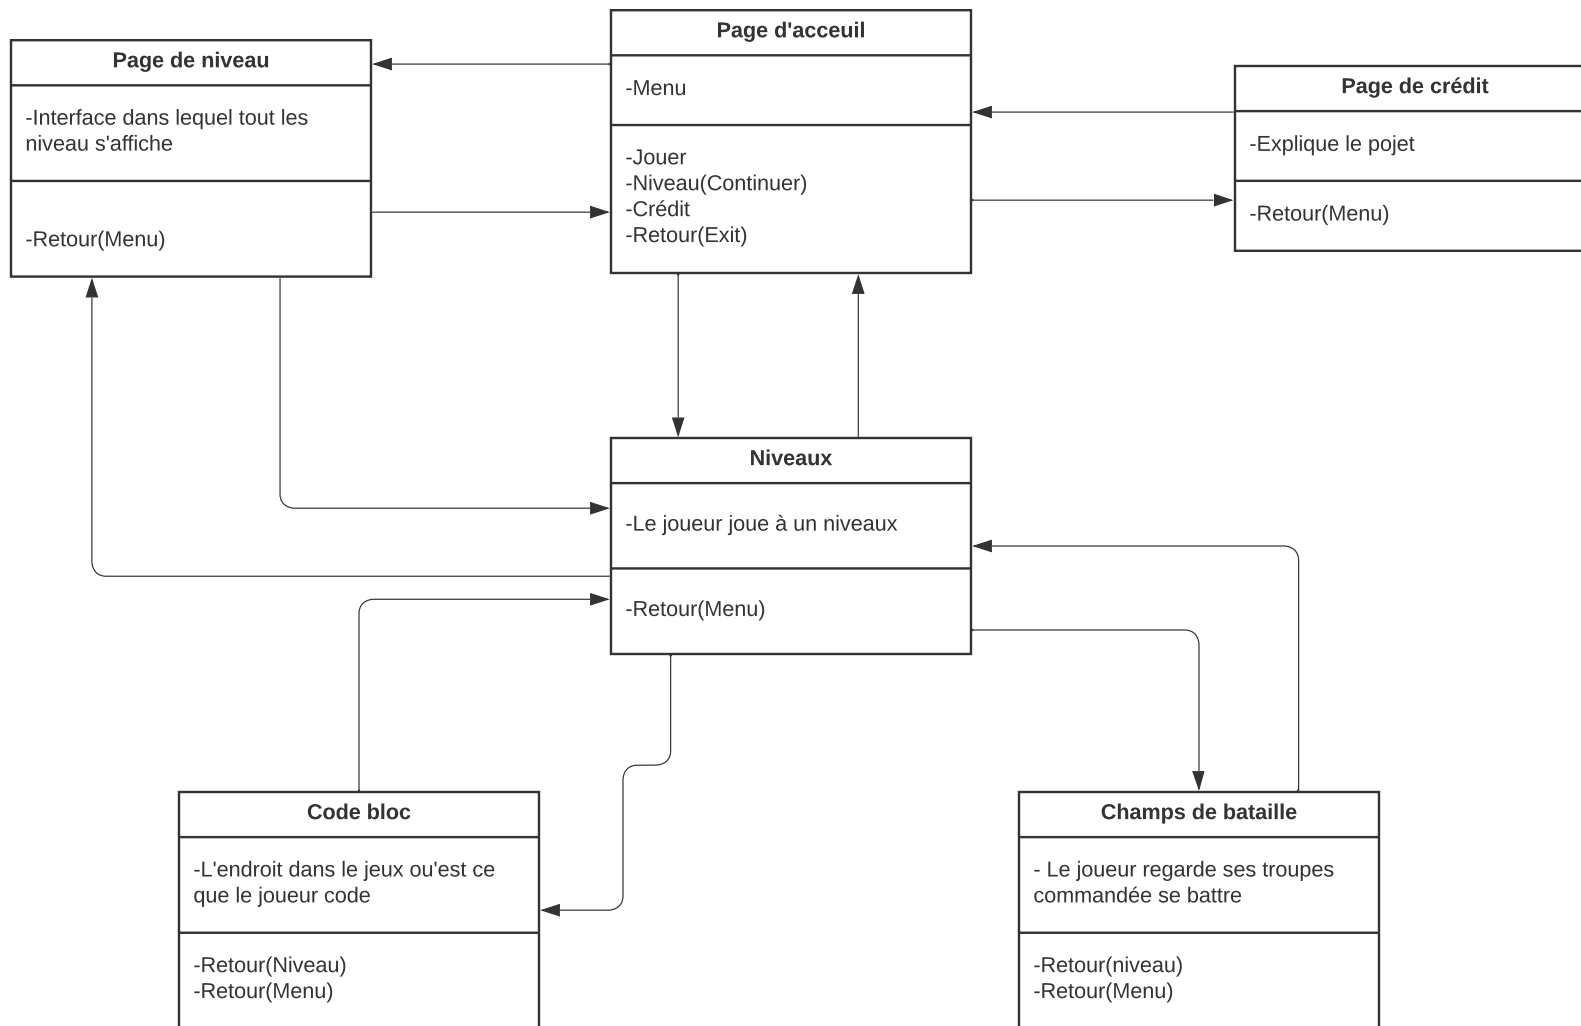 Page de niveau
-Interface dans lequel tout les
niveau s'affiche
-Retour(Menu)
Page d'acceuil
-Menu
-Jouer
-Niveau(Continuer)
-Crédit
-Retour(Exit)
Page de crédit
-Explique le pojet
-Retour(Menu)
Niveaux
-Le joueur joue à un niveaux
-Retour(Menu)
Code bloc
-L'endroit dans le jeux ou'est ce
que le joueur code
-Retour(Niveau)
-Retour(Menu)
Champs de bataille
- Le joueur regarde ses troupes
commandée se battre
-Retour(niveau)
-Retour(Menu)